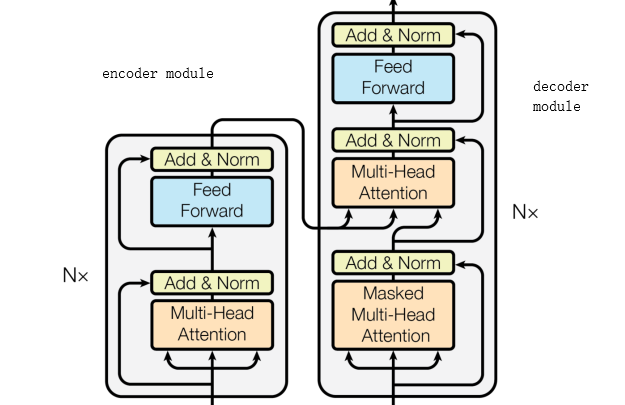 encoder module
Add & Norm
Feed
Forward
Nx
Add & Norm
Multi-Head
Attention
decoder
module
Add & Norm
Feed
Forward
Add & Norm
Multi-Head
Attention
Nx
Add & Norm
Masked
Multi-Head
Attention